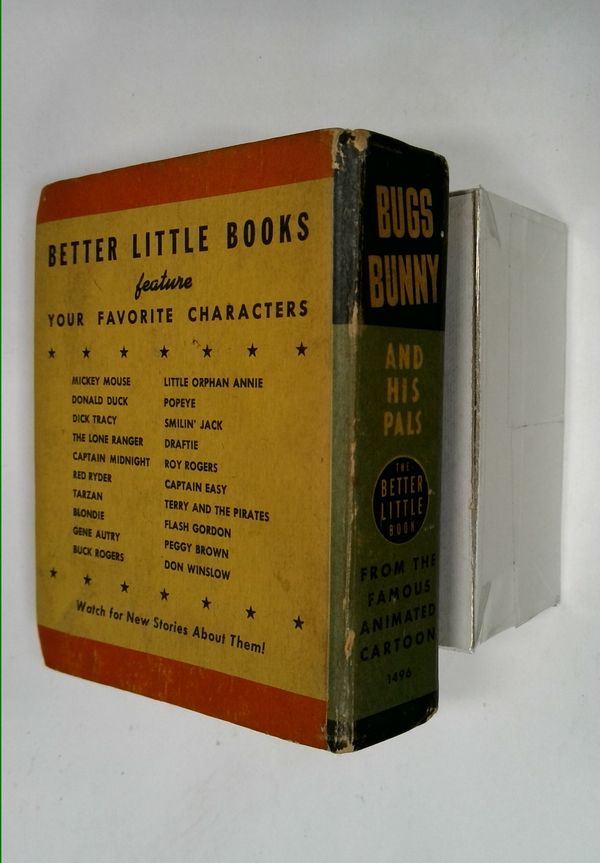 BETTER LITTLE BOOKS
feature
YOUR FAVORITE CHARACTERS
MICKEY MOUSE
DONALD DUCK
DICK TRACY
THE LONE RANGER
CAPTAIN MIDNIGHT
RED RYDER
TARZAN
BLONDIE
GENE AUTRY
BUCK ROGERS
LITTLE ORPHAN ANNIE
POPEYE
SMILIN' JACK
DRAFTIE
ROY ROGERS
CAPTAIN EASY
TERRY AND THE PIRATES
FLASH GORDON
PEGGY BROWN
DON WINSLOW
Watch for New Stories About Them!
BUGS
BUNNY
AND
HIS
PALS
THE
BETTER
LITTLE
BOOK
FROM THE
FAMOUS
ANIMATED
CARTOON
1496